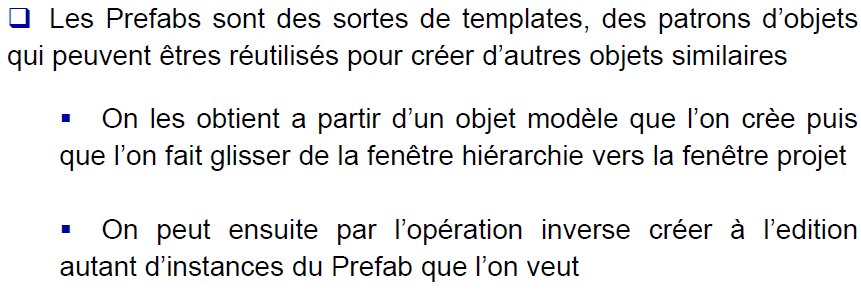 ❑ Les Prefabs sont des sortes de templates, des patrons d’objets
qui peuvent êtres réutilisés pour créer d’autres objets similaires
▪ On les obtient a partir d’un objet modèle que l’on crèe puis
que l’on fait glisser de la fenêtre hiérarchie vers la fenêtre projet
▪ On peut ensuite par l’opération inverse créer à l’edition
autant d’instances du Prefab que l’on veut